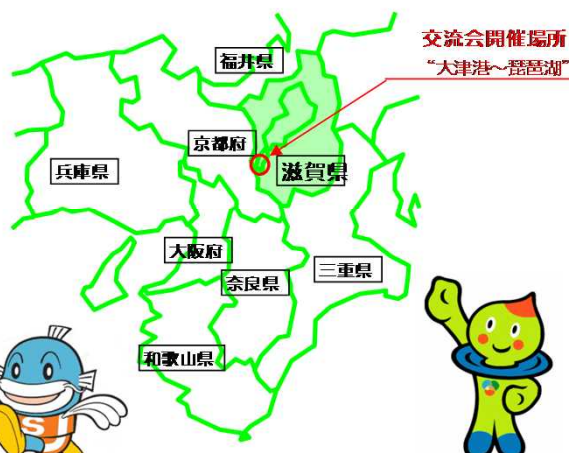 交流会開催場所
“大津港～琵琶湖”
福井県
京都府
兵庫県
滋賀県
大阪府
奈良県
三重県
和歌山県
SJ